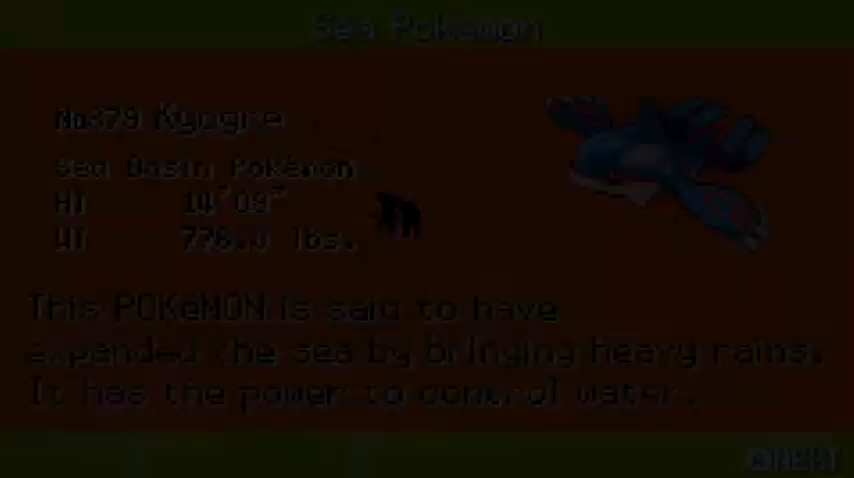 Sea Pokémon
No379 Kyogre
Sea Basin Pokémon
HT 14'09"
WT 776.0 lbs.
This POKéMON is said to have
expanded the sea by bringing heavy rains.
It has the power to control water.
NEXT